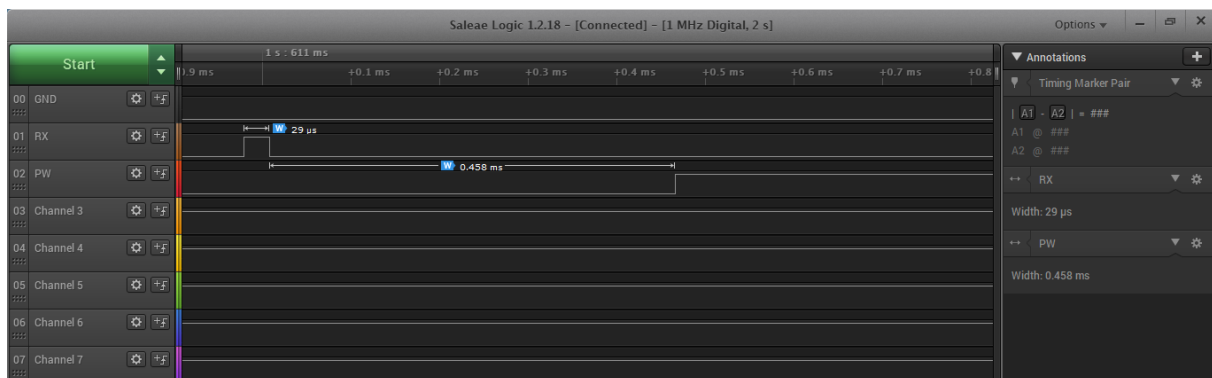 Saleae Logic 1.2.18 – [Connected] – [1 MHz Digital, 2 s]
Options
Start
1 s : 611 ms
0.9 ms
+0.1 ms
+0.2 ms
+0.3 ms
+0.4 ms
+0.5 ms
+0.6 ms
+0.7 ms
+0.8
00 GND
01 RX
W 29 µs
02 PW
W 0.458 ms
03 Channel 3
04 Channel 4
05 Channel 5
06 Channel 6
07 Channel 7
Annotations
Timing Marker Pair
| A1 - A2 | = ###
A1 @ ###
A2 @ ###
RX
Width: 29 µs
PW
Width: 0.458 ms